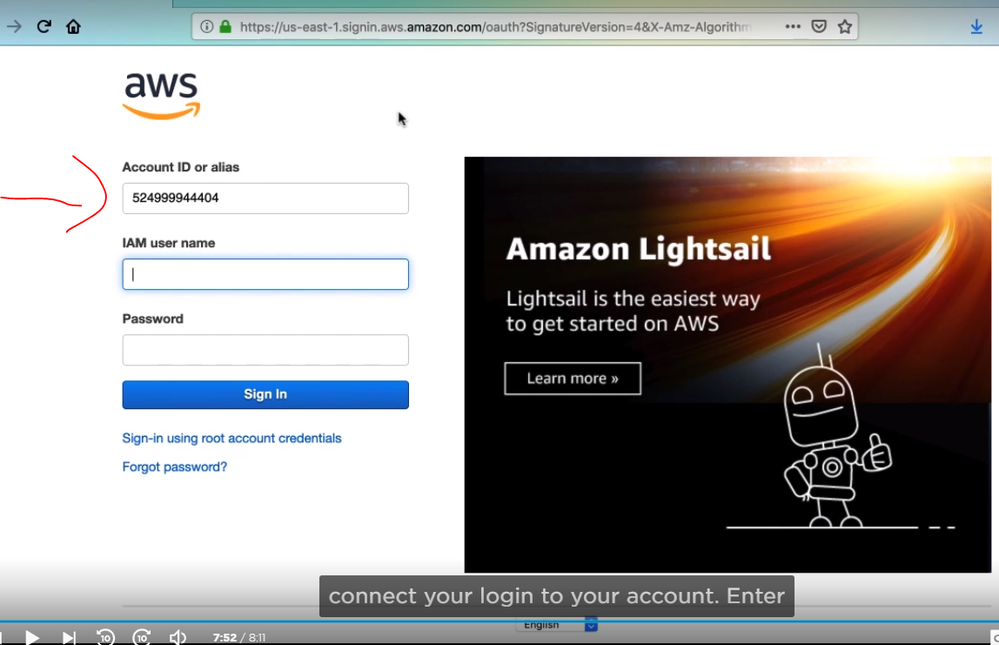 https://us-east-1.signin.aws.amazon.com/oauth?SignatureVersion=4&X-Amz-Algorithm
aws
Account ID or alias
524999944404
IAM user name
Password
Sign In
Sign-in using root account credentials
Forgot password?
Amazon Lightsail
Lightsail is the easiest way
to get started on AWS
Learn more »
connect your login to your account. Enter
English
10
10
7:52 / 8:11